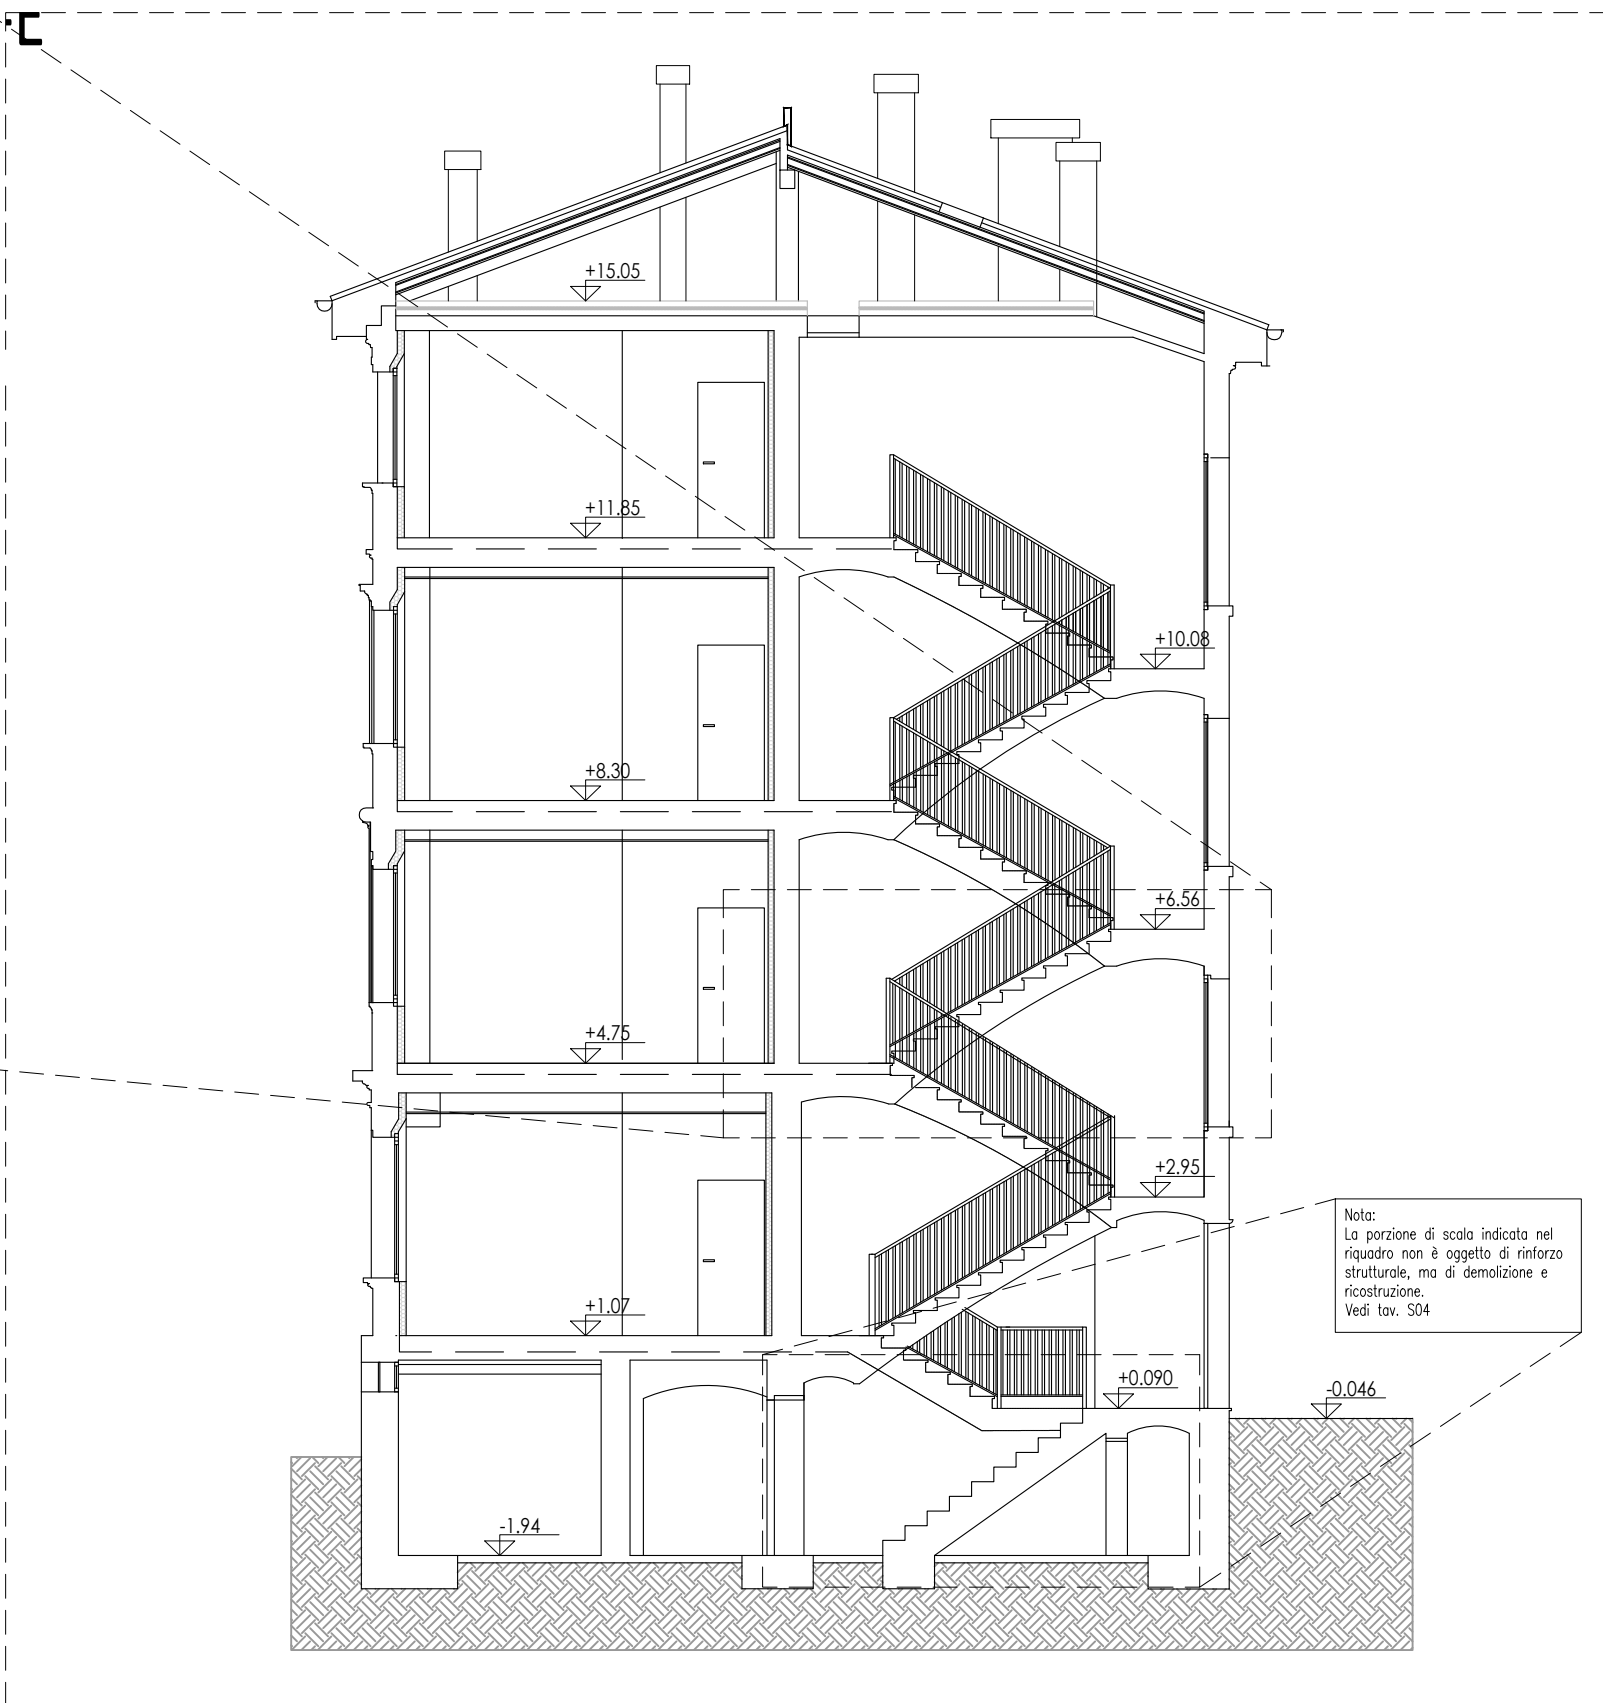 +15.05
+11.85
+10.08
+8.30
+6.56
+4.75
+2.95
Nota:
La porzione di scala indicata nel
riquadro non è oggetto di rinforzo
strutturale, ma di demolizione e
ricostruzione.
Vedi tav. S04
+1.07
+0.090
-0.046
-1.94